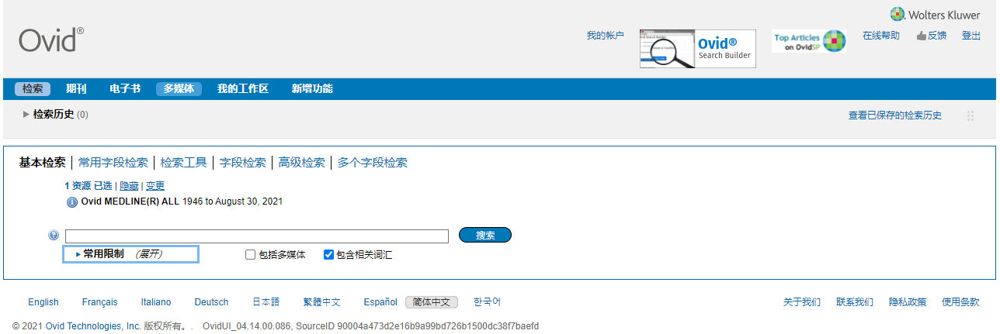 Wolters Kluwer
Ovid®
我的帐户
Ovid®
Search Builder
Top Articles
on OvidSP
在线帮助
反馈
登出
检索 期刊 电子书 多媒体 我的工作区 新增功能
检索历史 (0)
查看已保存的检索历史
基本检索 | 常用字段检索 | 检索工具 | 字段检索 | 高级检索 | 多个字段检索
1 资源 已选 | 隐藏 | 变更
Ovid MEDLINE(R) ALL 1946 to August 30, 2021
搜索
常用限制 (展开)
包括多媒体
包含相关词汇
English Français Italiano Deutsch 日本語 繁體中文 Español 简体中文 한국어
关于我们 联系我们 隐私政策 使用条款
© 2021 Ovid Technologies, Inc. 版权所有。. OvidUI_04.14.00.086, SourceID 90004a473d2e16b9a99bd726b1500dc38f7baefd